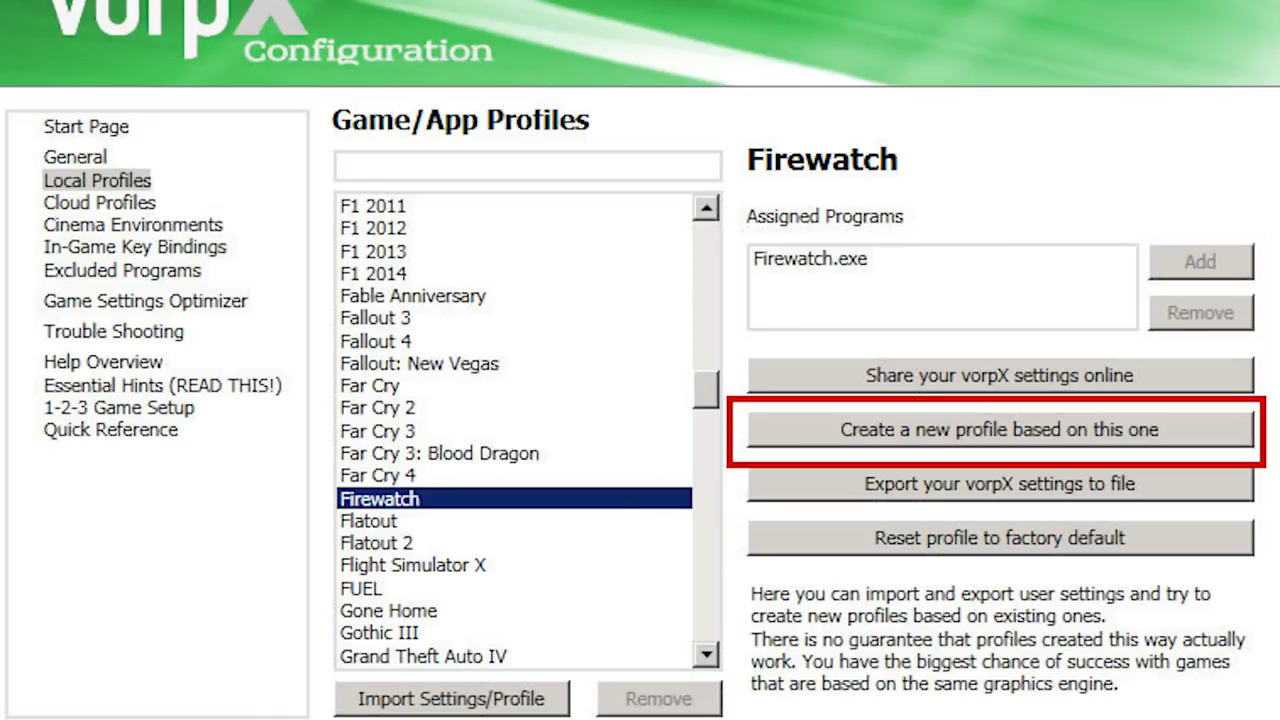 vorpX
Configuration
Start Page
General
Local Profiles
Cloud Profiles
Cinema Environments
In-Game Key Bindings
Excluded Programs
Game Settings Optimizer
Trouble Shooting
Help Overview
Essential Hints (READ THIS!)
1-2-3 Game Setup
Quick Reference
Game/App Profiles
F1 2011
F1 2012
F1 2013
F1 2014
Fable Anniversary
Fallout 3
Fallout 4
Fallout: New Vegas
Far Cry
Far Cry 2
Far Cry 3
Far Cry 3: Blood Dragon
Far Cry 4
Firewatch
Flatout
Flatout 2
Flight Simulator X
FUEL
Gone Home
Gothic III
Grand Theft Auto IV
Import Settings/Profile
Remove
Firewatch
Assigned Programs
Firewatch.exe
Add
Remove
Share your vorpX settings online
Create a new profile based on this one
Export your vorpX settings to file
Reset profile to factory default
Here you can import and export user settings and try to
create new profiles based on existing ones.
There is no guarantee that profiles created this way actually
work. You have the biggest chance of success with games
that are based on the same graphics engine.